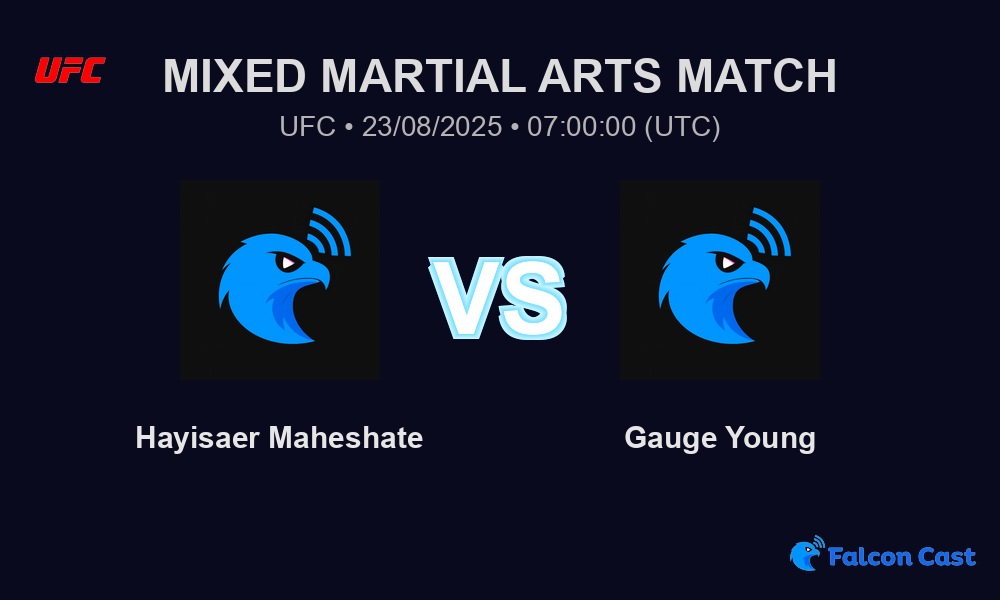 UFC
MIXED MARTIAL ARTS MATCH
UFC • 23/08/2025 • 07:00:00 (UTC)
VS
Hayisaer Maheshate
Gauge Young
Falcon Cast